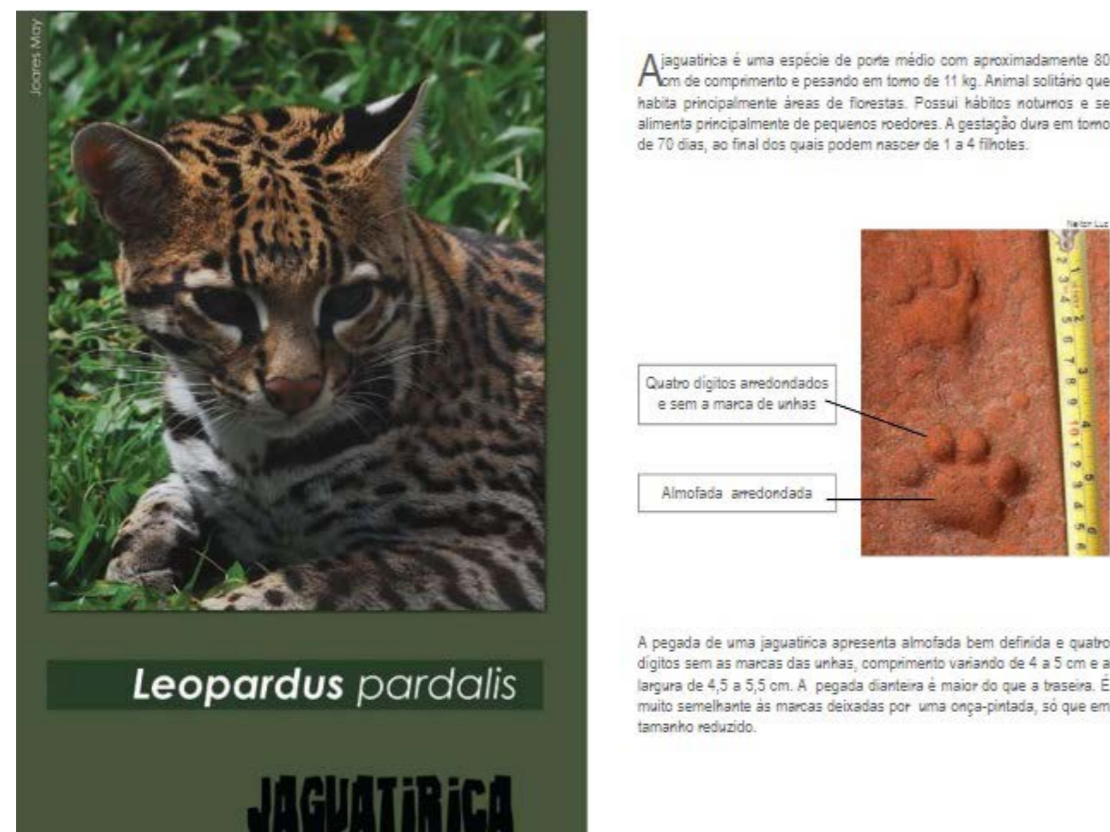 Joares May
Leopardus pardalis
JAGUATIRICA
A jaguatirica é uma espécie de porte médio com aproximadamente 80
cm de comprimento e pesando em torno de 11 kg. Animal solitário que
habita principalmente áreas de florestas. Possui hábitos noturnos e se
alimenta principalmente de pequenos roedores. A gestação dura em torno
de 70 dias, ao final dos quais podem nascer de 1 a 4 filhotes.
Quatro dígitos arredondados
e sem a marca de unhas
Almofada arredondada
A pegada de uma jaguatirica apresenta almofada bem definida e quatro
dígitos sem as marcas das unhas, comprimento variando de 4 a 5 cm e a
largura de 4,5 a 5,5 cm. A pegada dianteira é maior do que a traseira. É
muito semelhante às marcas deixadas por uma onça-pintada, só que em
tamanho reduzido.